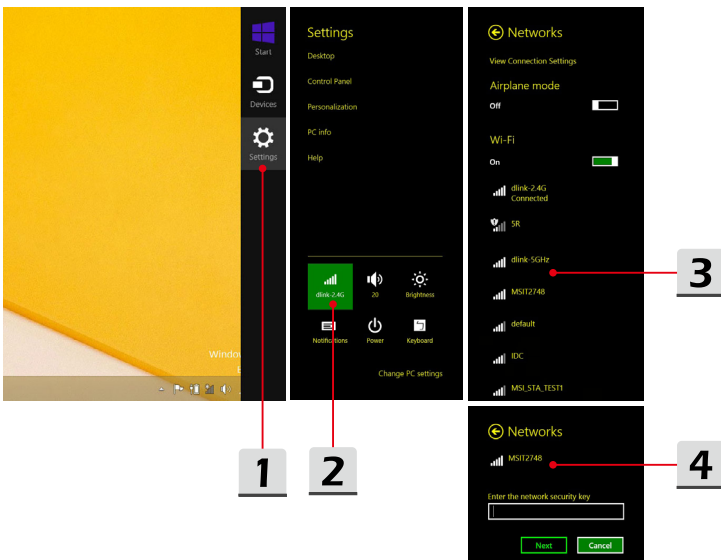 Start
Devices
Settings
Window
1
Settings
Desktop
Control Panel
Personalization
PC info
Help
dlink-2.4G
20
Brightness
Notifications
Power
Keyboard
Change PC settings
2
Networks
View Connection Settings
Airplane mode
Off
Wi-Fi
On
dlink-2.4G
Connected
5R
dlink-5GHz
MSIT2748
default
IDC
MSI_STA_TEST1
3
Networks
MSIT2748
Enter the network security key
Next
Cancel
4